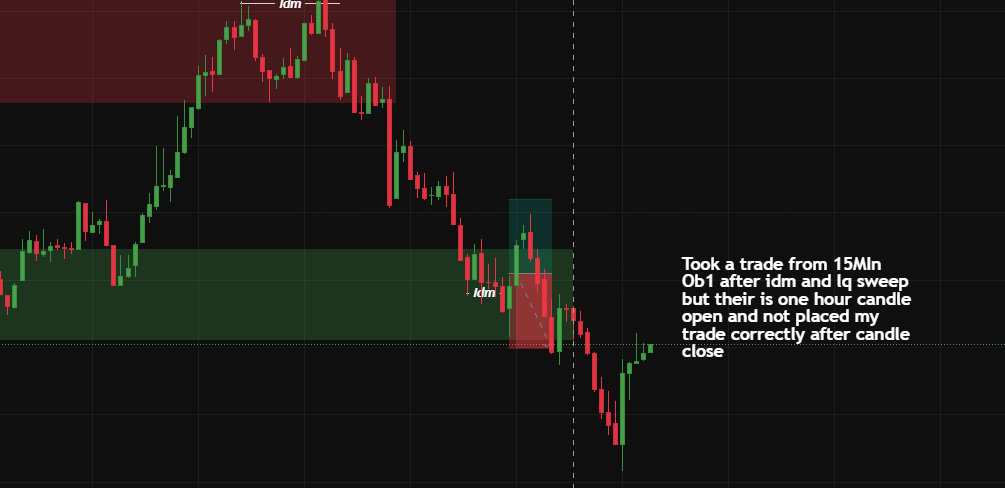 Idm
Idm
Took a trade from 15MIn
Ob1 after idm and lq sweep
but their is one hour candle
open and not placed my
trade correctly after candle
close